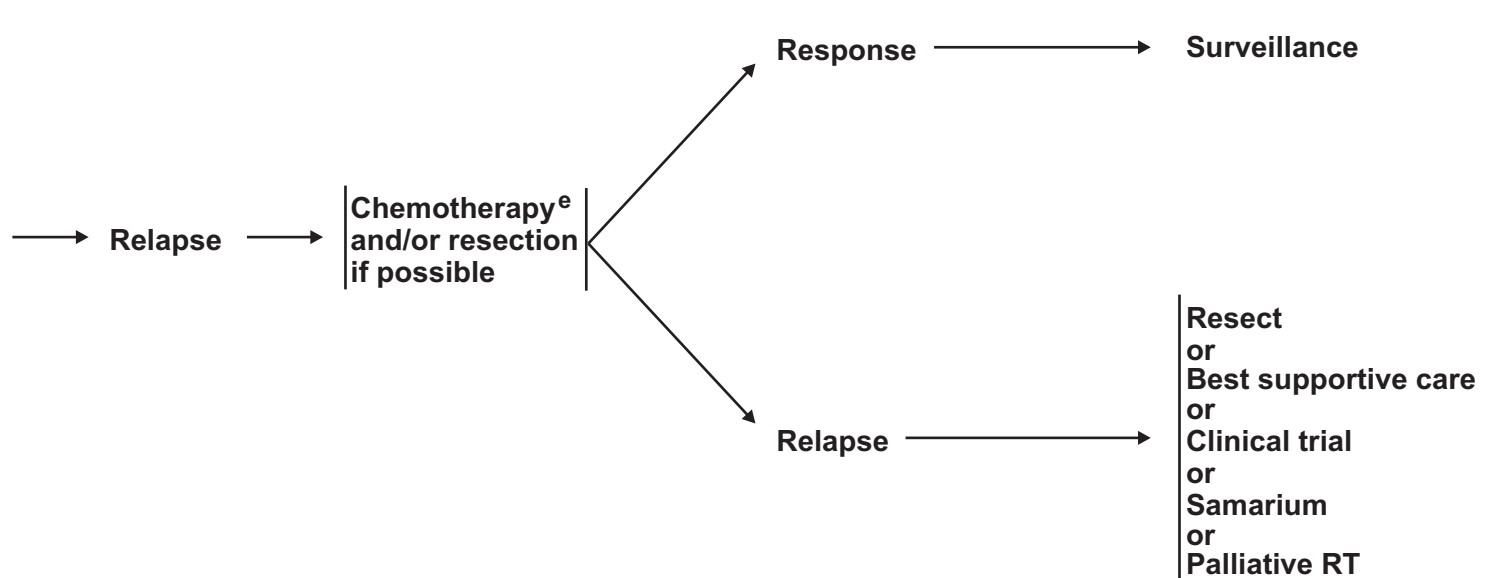 Response
Surveillance
Relapse
Chemotherapy e
and/or resection
if possible
Relapse
Resect
or
Best supportive care
or
Clinical trial
or
Samarium
or
Palliative RT